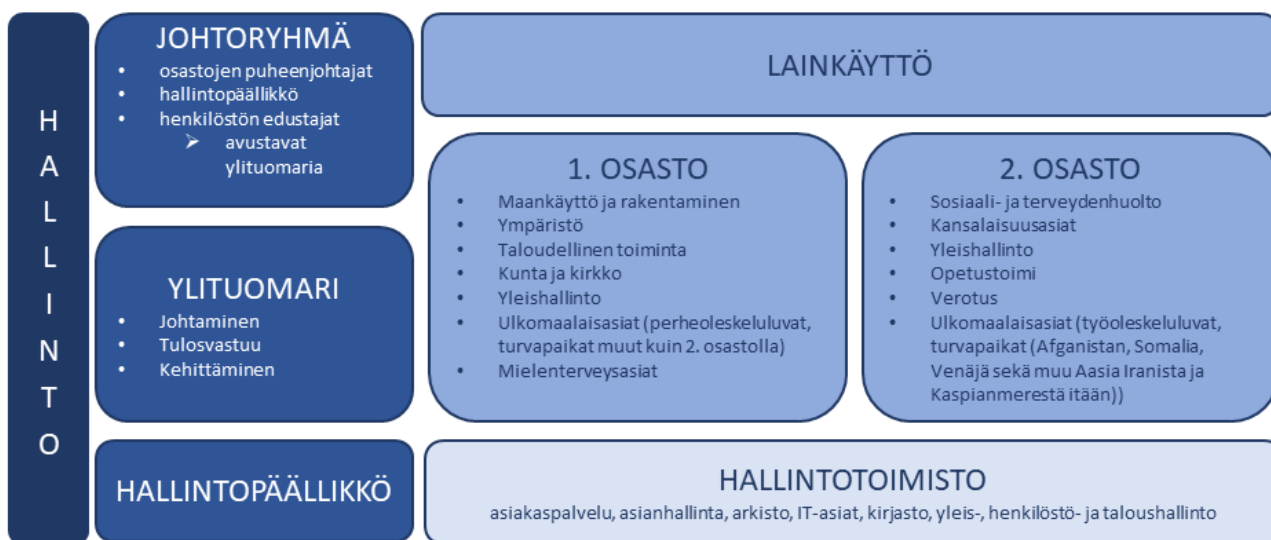 HALLINTO
JOHTORYHMÄ
• osastojen puheenjohtajat
• hallintopäällikkö
• henkilöstön edustajat
➢ avustavat
ylituomaria
YLITUOMARI
• Johtaminen
• Tulosvastuu
• Kehittäminen
HALLINTOPÄÄLLIKKÖ
LAINKÄYTTÖ
1. OSASTO
• Maankäyttö ja rakentaminen
• Ympäristö
• Taloudellinen toiminta
• Kunta ja kirkko
• Yleishallinto
• Ulkomaalaisasiat (perheoleskeluluvat,
turvapaikat muut kuin 2. osastolla)
• Mielenterveysasiat
2. OSASTO
• Sosiaali- ja terveydenhuolto
• Kansalaisuusasiat
• Yleishallinto
• Opetustoimi
• Verotus
• Ulkomaalaisasiat (työoleskeluluvat,
turvapaikat (Afganistan, Somalia,
Venäjä sekä muu Aasia Iranista ja
Kaspianmerestä itään))
HALLINTOTOIMISTO
asiakaspalvelu, asianhallinta, arkisto, IT-asiat, kirjasto, yleis-, henkilöstö- ja taloushallinto